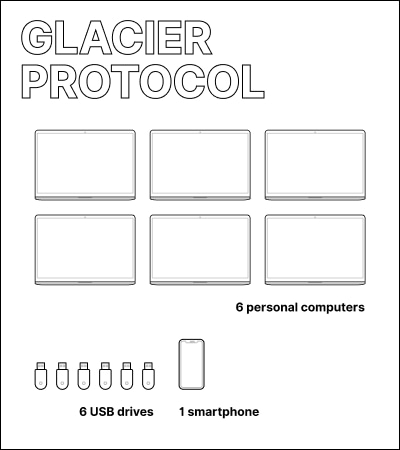 GLACIER
PROTOCOL
6 personal computers
6 USB drives
1 smartphone